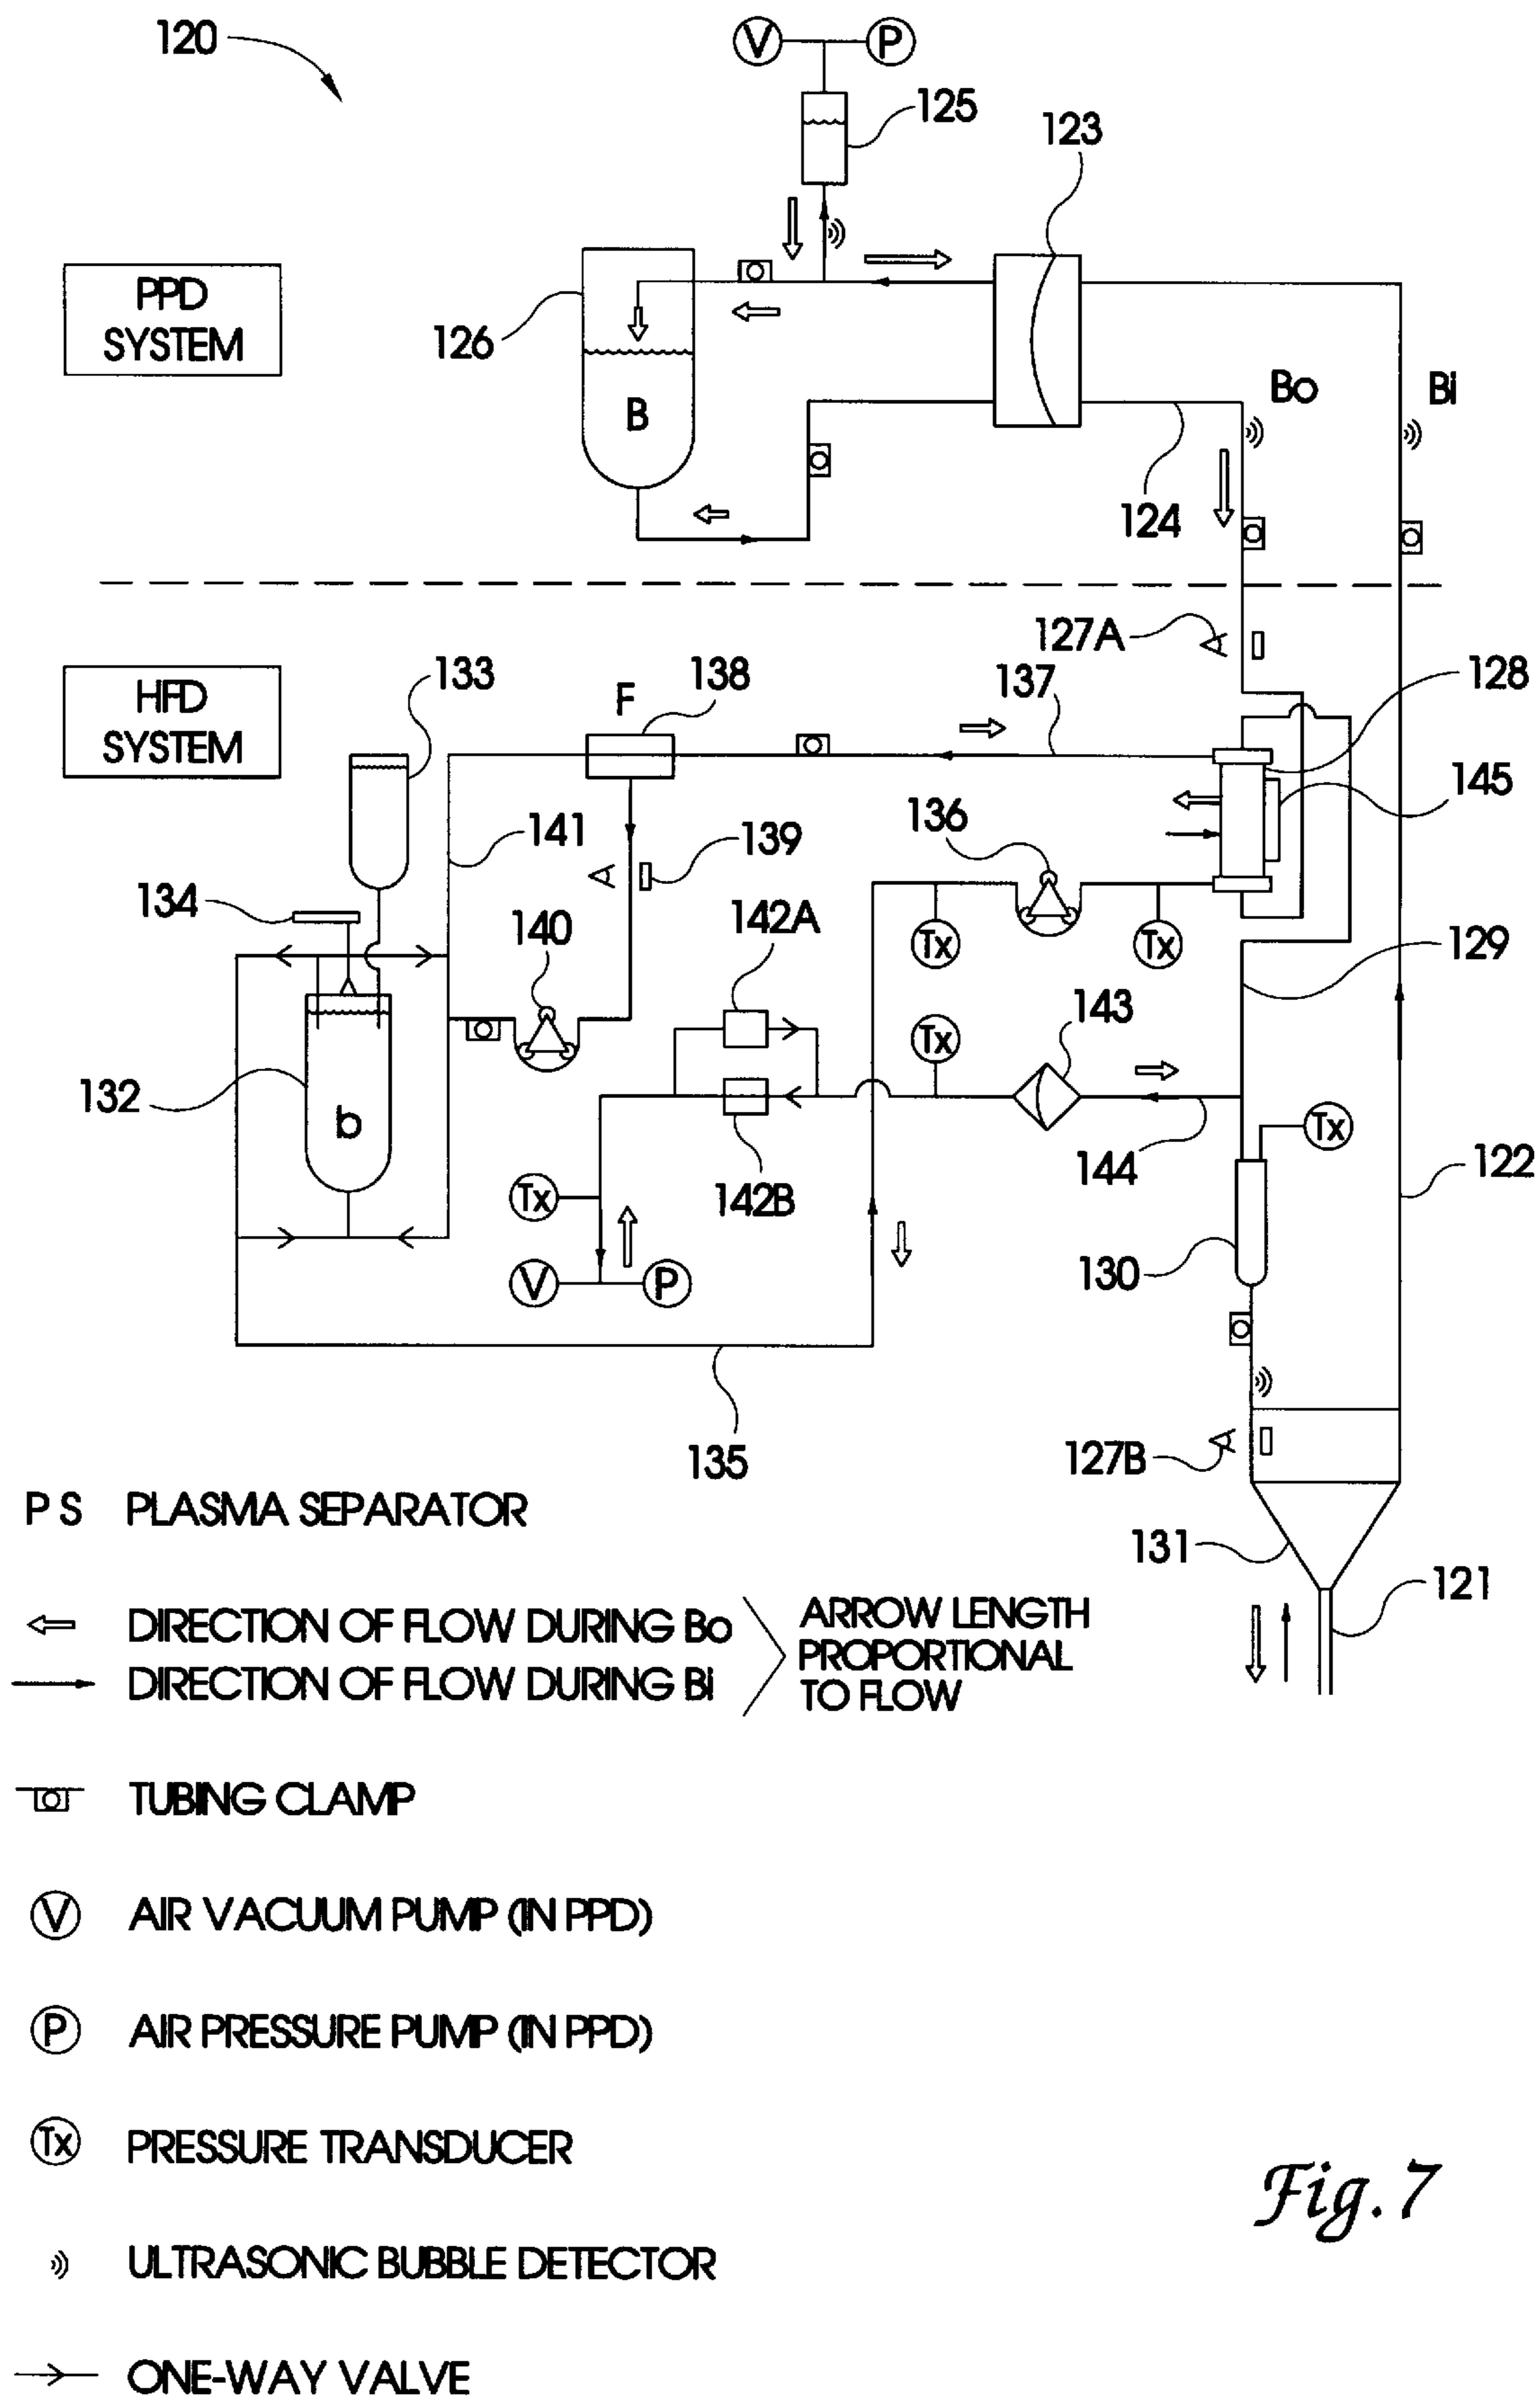 120
V
P
125
123
PPD
SYSTEM
126
B
Bo
Bi
124
127A
HFD
SYSTEM
133
F
138
137
128
145
141
139
136
134
140
142A
Tx
Tx
129
143
Tx
132
b
144
Tx
122
142B
Tx
130
V
P
135
127B
131
121
P S PLASMA SEPARATOR
DIRECTION OF FLOW DURING Bo
DIRECTION OF FLOW DURING Bi
ARROW LENGTH
PROPORTIONAL
TO FLOW
TUBING CLAMP
V AIR VACUUM PUMP (IN PPD)
P AIR PRESSURE PUMP (IN PPD)
Tx PRESSURE TRANSDUCER
ULTRASONIC BUBBLE DETECTOR
ONE-WAY VALVE
Fig. 7